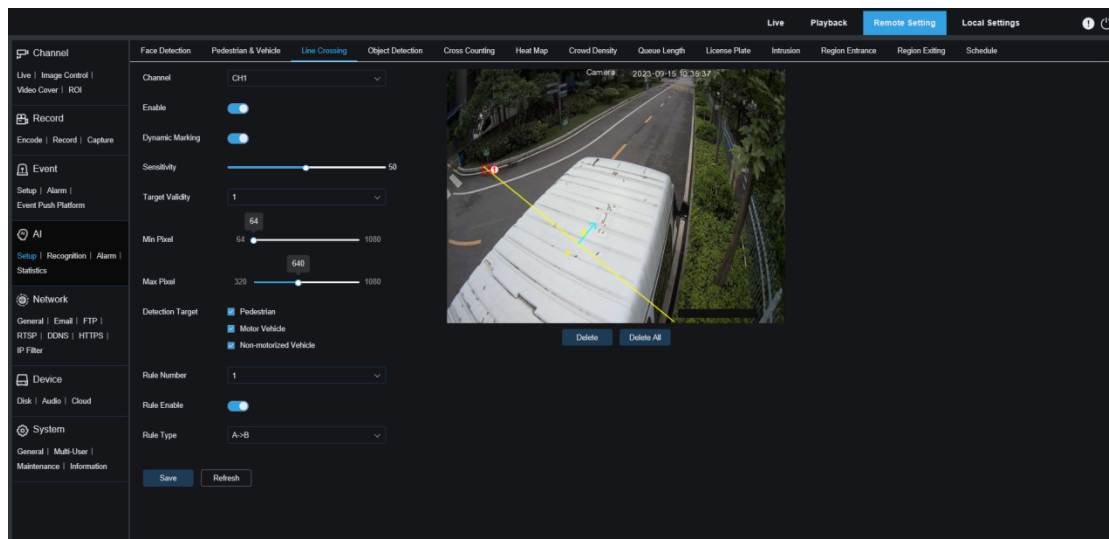 Live Playback Remote Setting Local Settings
Channel
Live | Image Control |
Video Cover | ROI
Record
Encode | Record | Capture
Event
Setup | Alarm |
Event Push Platform
AI
Setup | Recognition | Alarm |
Statistics
Network
General | Email | FTP |
RTSP | DDNS | HTTPS |
IP Filter
Device
Disk | Audio | Cloud
System
General | Multi-User |
Maintenance | Information
Face Detection Pedestrian & Vehicle Line Crossing Object Detection Cross Counting Heat Map Crowd Density Queue Length License Plate Intrusion Region Entrance Region Exiting Schedule
Channel CH1
Enable
Dynamic Marking
Sensitivity 50
Target Validity 1
64
Min Pixel 64 1080
640
Max Pixel 320 1080
Detection Target Pedestrian
Motor Vehicle
Non-motorized Vehicle
Rule Number 1
Rule Enable
Rule Type A->B
Save Refresh
Camera 2023-09-15 10:35:37
1
Delete Delete All